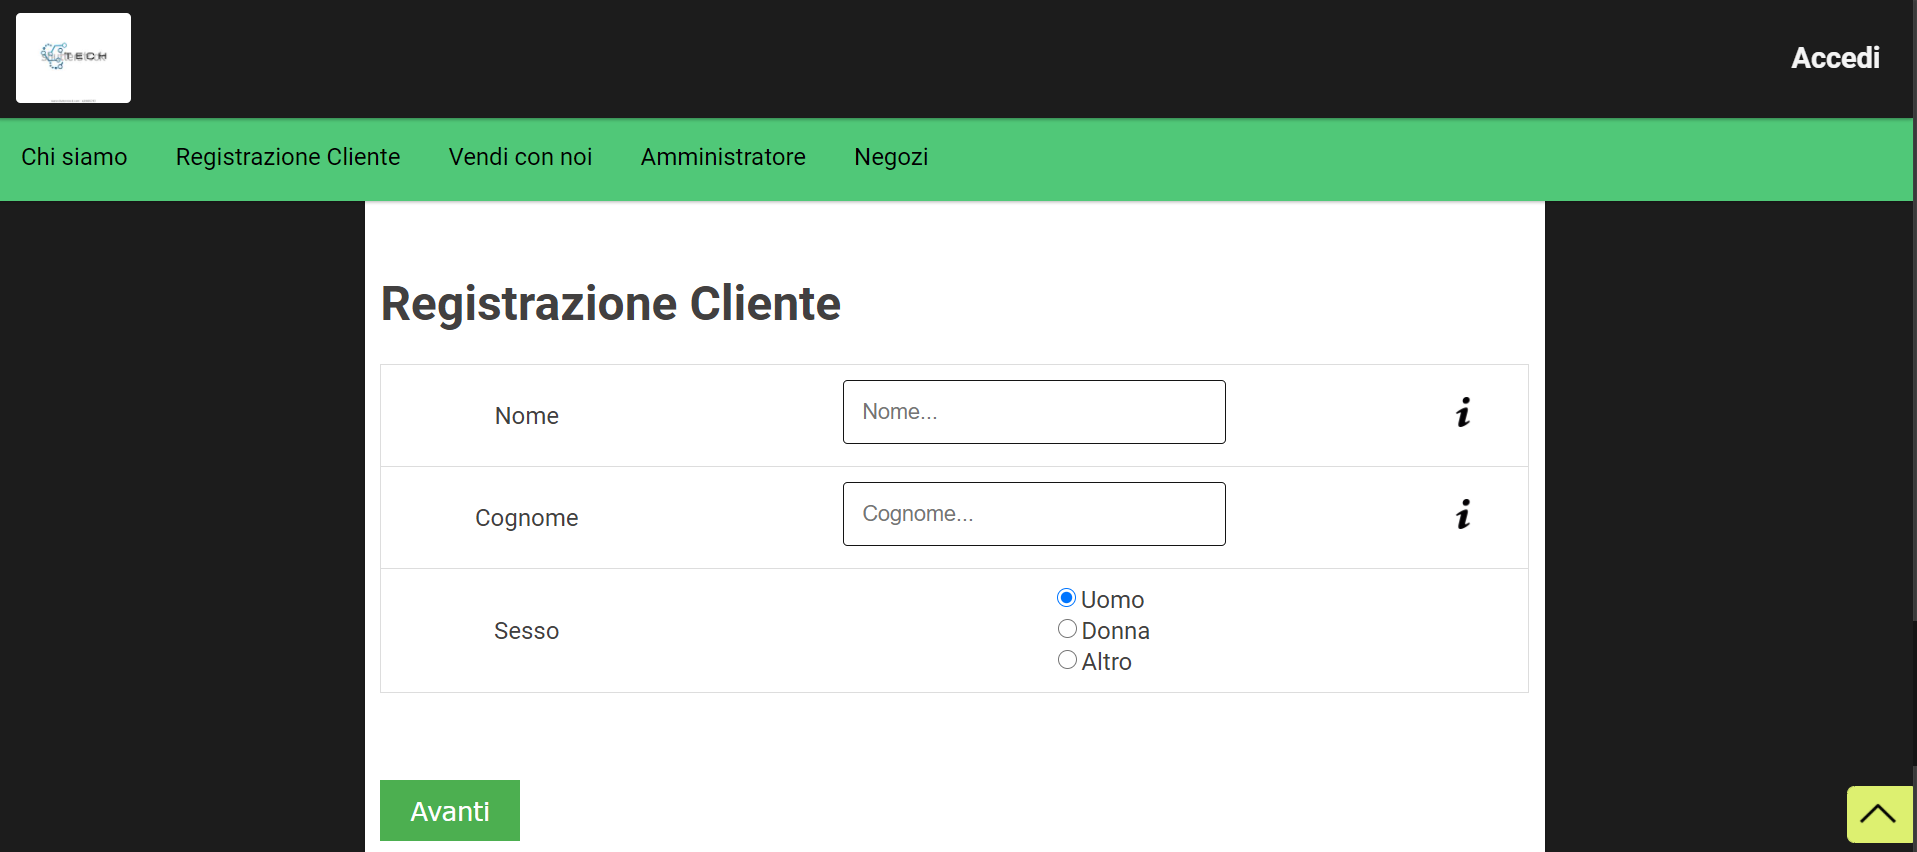 TECH
Accedi
Chi siamo Registrazione Cliente Vendi con noi Amministratore Negozi
Registrazione Cliente
Nome Nome... i
Cognome Cognome... i
Sesso
Uomo
Donna
Altro
Avanti